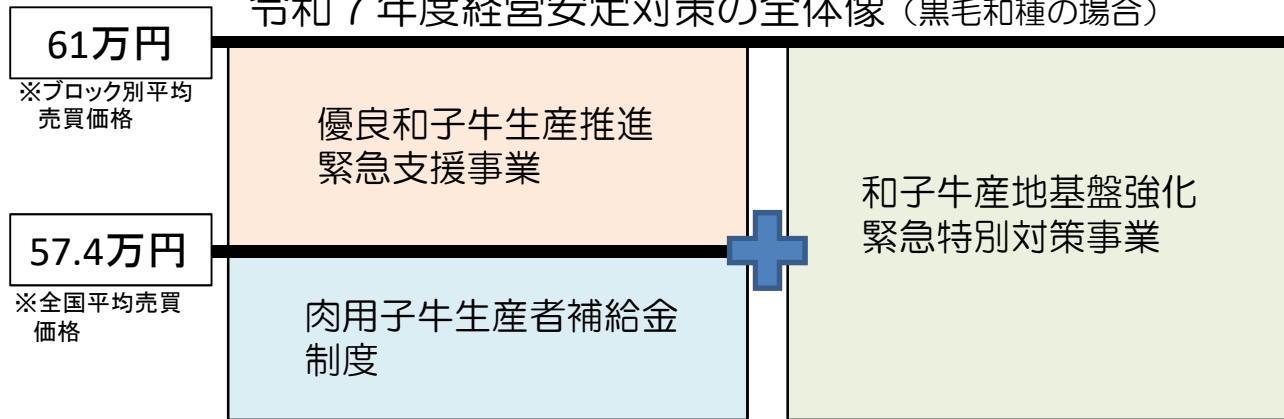 令和７年度経営安定対策の全体像（黒毛和種の場合）
61万円
※ブロック別平均
売買価格
優良和子牛生産推進
緊急支援事業
57.4万円
※全国平均売買
価格
肉用子牛生産者補給金
制度
和子牛産地基盤強化
緊急特別対策事業